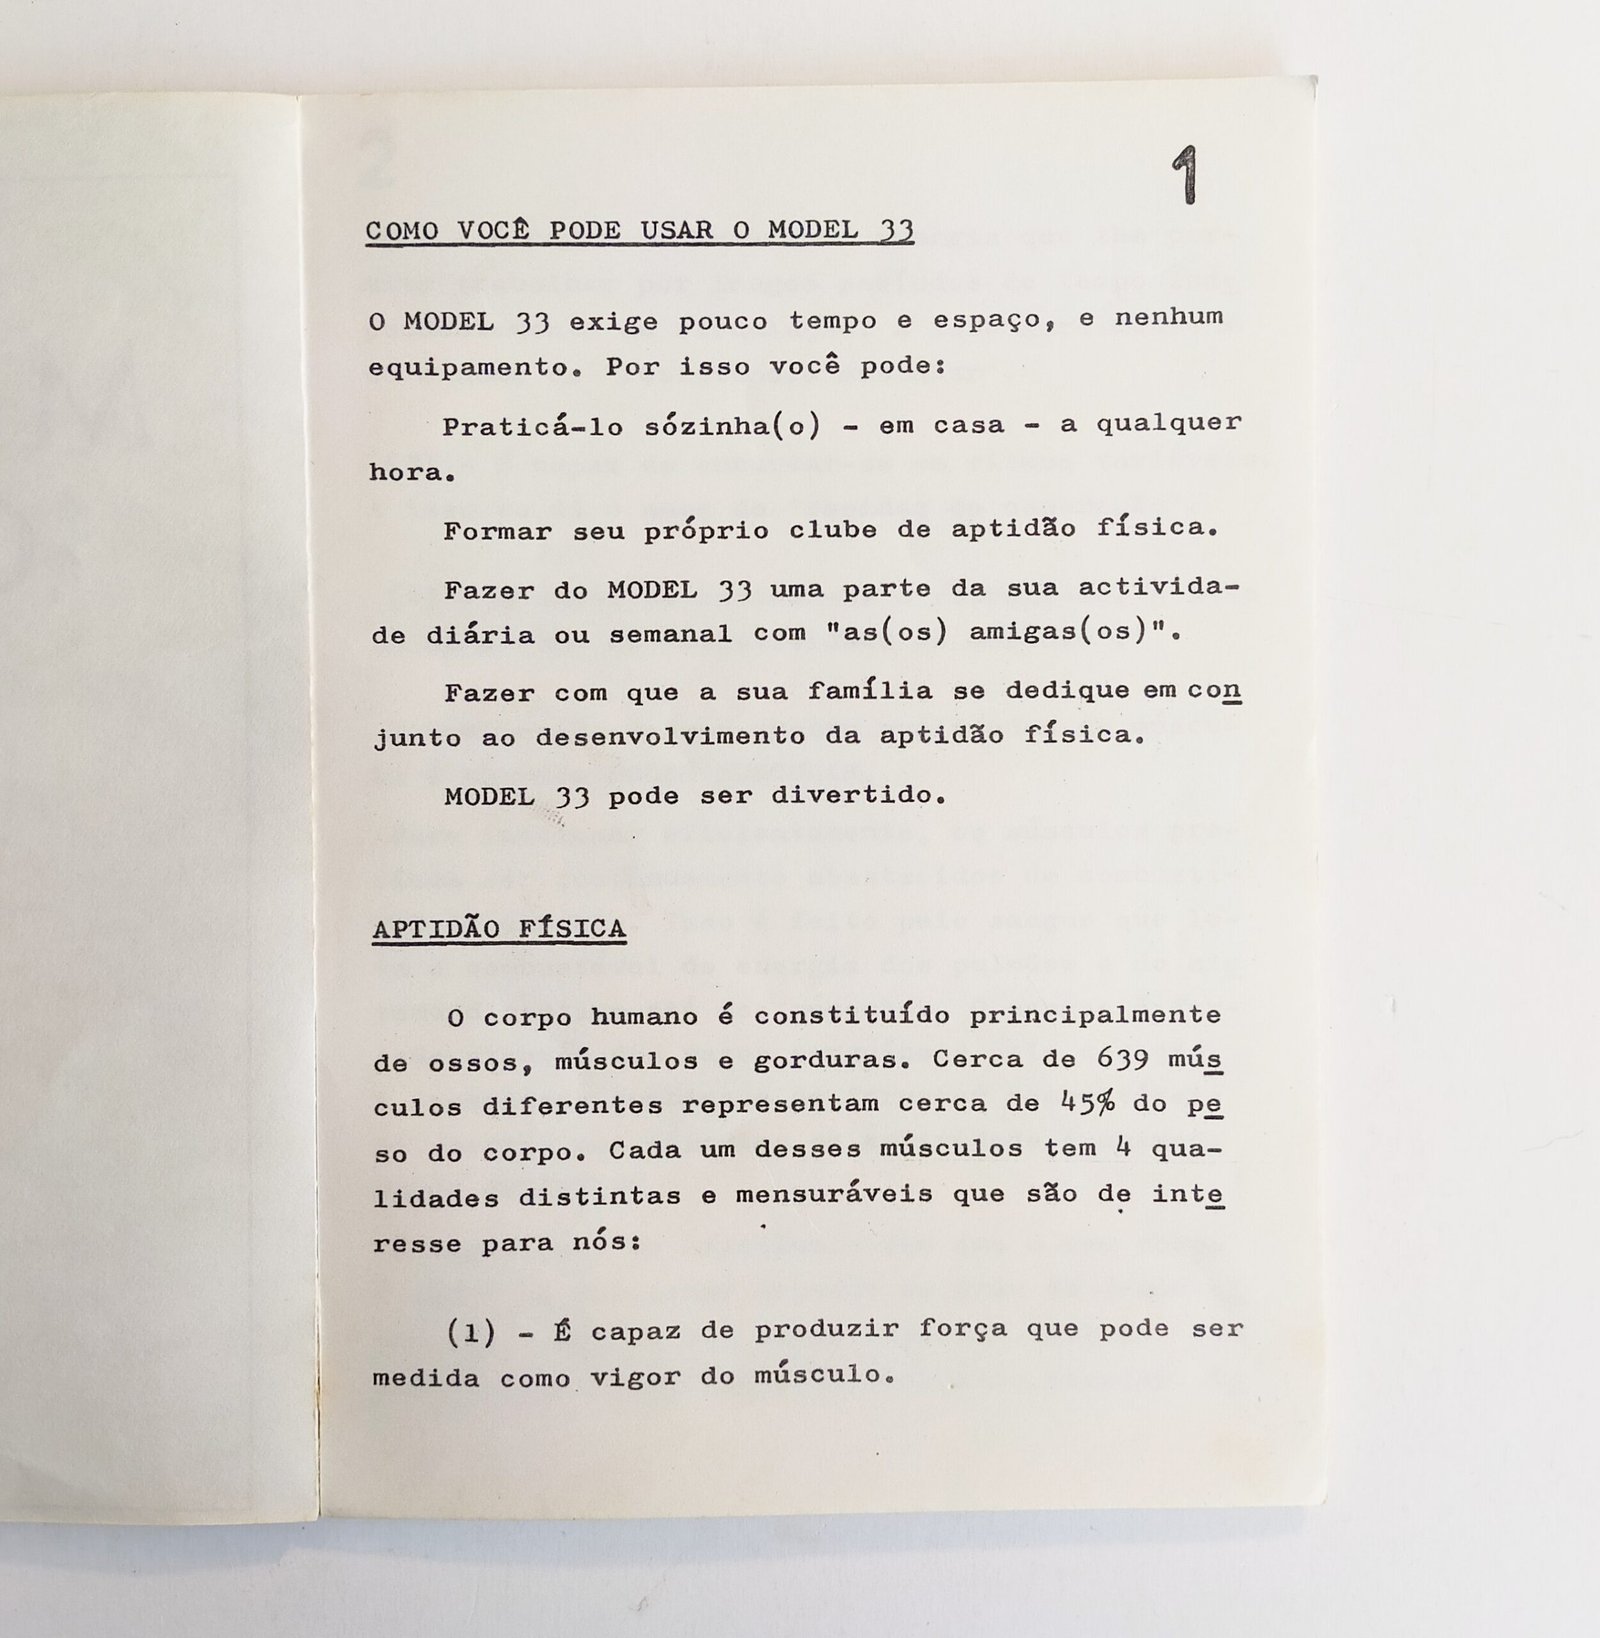 1
COMO VOCÊ PODE USAR O MODEL 33
O MODEL 33 exige pouco tempo e espaço, e nenhum
equipamento. Por isso você pode:
Praticá-lo sózinha(o) - em casa - a qualquer
hora.
Formar seu próprio clube de aptidão física.
Fazer do MODEL 33 uma parte da sua activida-
de diária ou semanal com "as(os) amigas(os)".
Fazer com que a sua família se dedique em con
junto ao desenvolvimento da aptidão física.
MODEL 33 pode ser divertido.
APTIDÃO FÍSICA
O corpo humano é constituído principalmente
de ossos, músculos e gorduras. Cerca de 639 mús
culos diferentes representam cerca de 45% do pe
so do corpo. Cada um desses músculos tem 4 qua-
lidades distintas e mensuráveis que são de inte
resse para nós:
(1) - É capaz de produzir força que pode ser
medida como vigor do músculo.